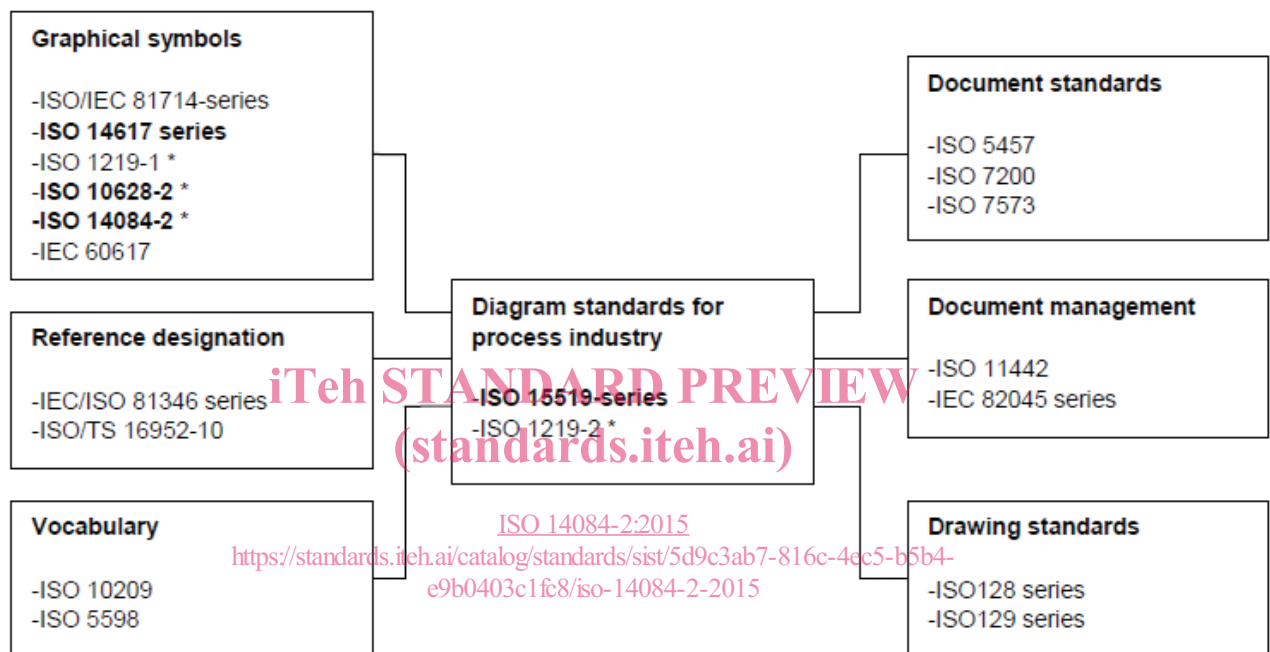 Graphical symbols
-ISO/IEC 81714-series
-ISO 14617 series
-ISO 1219-1 *
-ISO 10628-2 *
-ISO 14084-2 *
-IEC 60617
Reference designation
-IEC/ISO 81346 series
-ISO/TS 16952-10
Vocabulary
-ISO 10209
-ISO 5598
Diagram standards for
process industry
-ISO 15519-series
-ISO 1219-2 *
Document standards
-ISO 5457
-ISO 7200
-ISO 7573
Document management
-ISO 11442
-IEC 82045 series
Drawing standards
-ISO128 series
-ISO129 series
iTeh STANDARD PREVIEW
(standards.iteh.ai)
ISO 14084-2:2015
https://standards.iteh.ai/catalog/standards/sist/5d9c3ab7-816c-4ec5-b5b4-
e9b0403c1fc8/iso-14084-2-2015